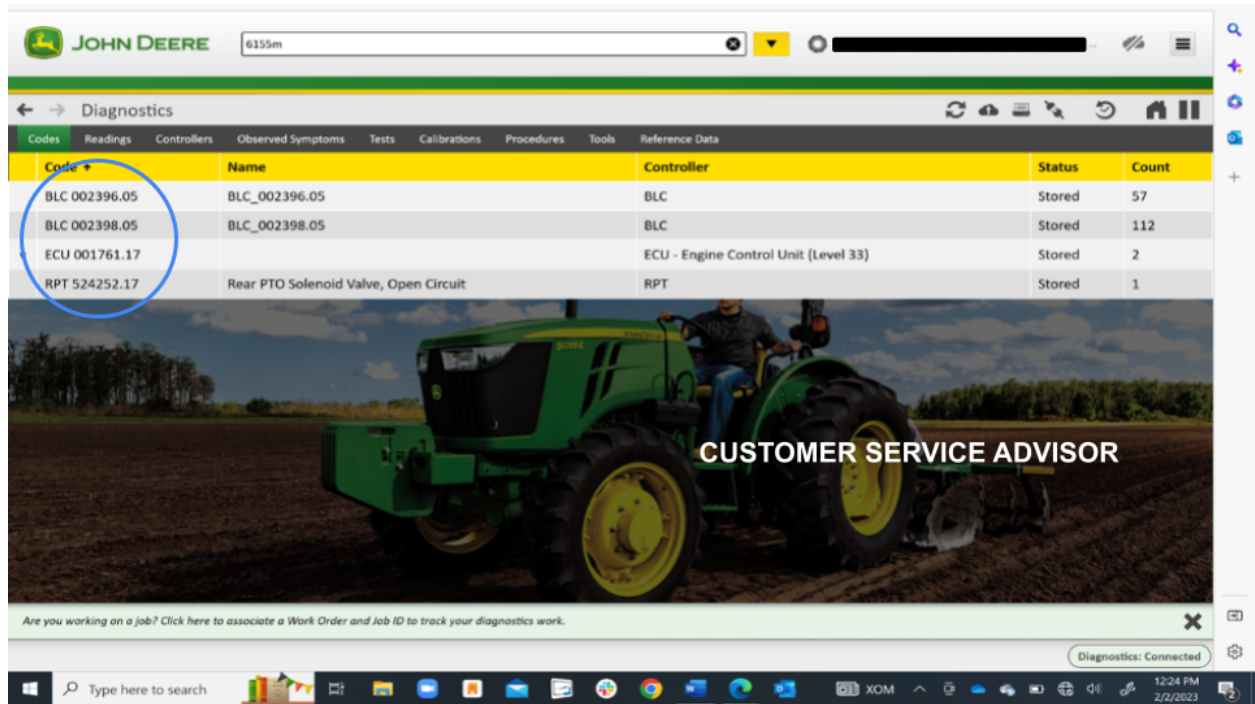 JOHN DEERE
6155m
...
Diagnostics
Codes Readings Controllers Observed Symptoms Tests Calibrations Procedures Tools Reference Data
Code Name Controller Status Count
BLC 002396.05 BLC_002396.05 BLC Stored 57
BLC 002398.05 BLC_002398.05 BLC Stored 112
ECU 001761.17 ECU - Engine Control Unit (Level 33) Stored 2
RPT 524252.17 Rear PTO Solenoid Valve, Open Circuit RPT Stored 1
CUSTOMER SERVICE ADVISOR
Are you working on a job? Click here to associate a Work Order and Job ID to track your diagnostics work.
Diagnostics: Connected
Type here to search
XOM
12:24 PM
2/2/2023
2